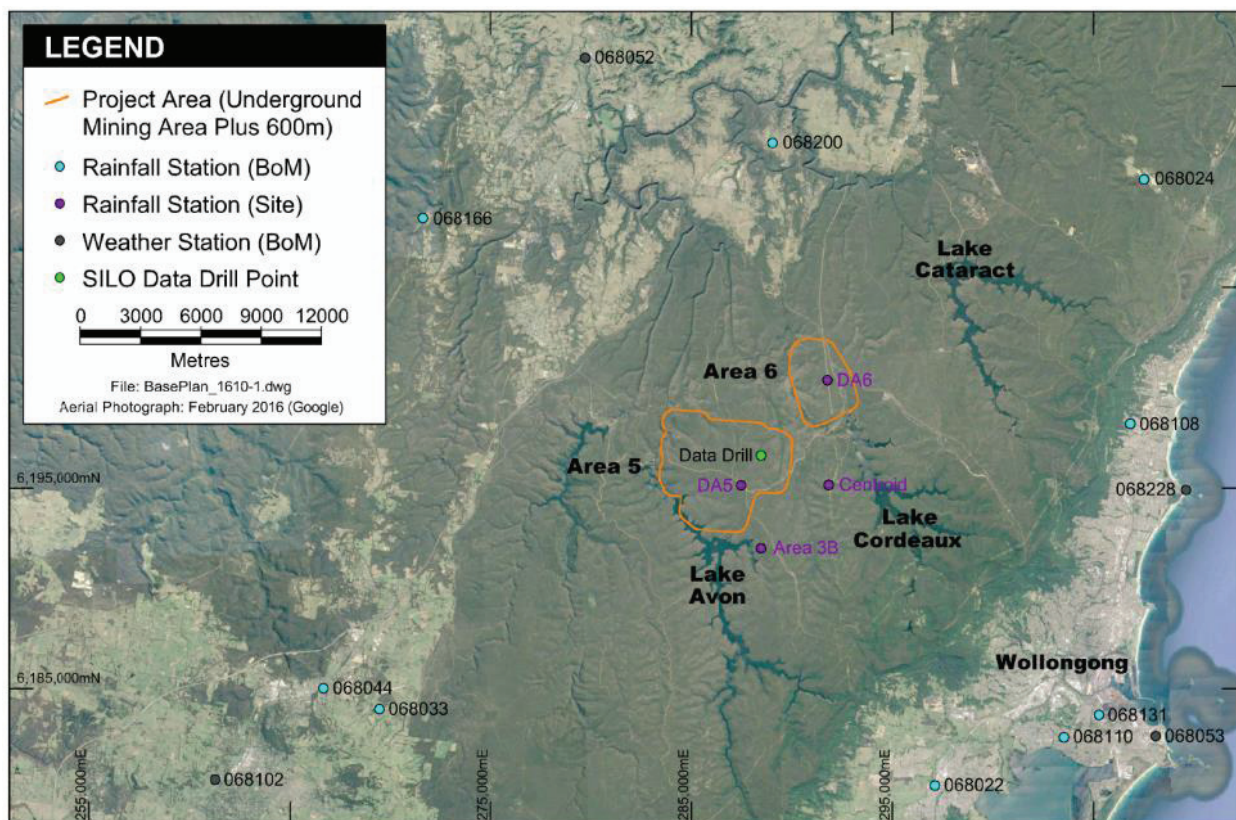 LEGEND
Project Area (Underground
Mining Area Plus 600m)
Rainfall Station (BoM)
Rainfall Station (Site)
Weather Station (BoM)
SILO Data Drill Point
0 3000 6000 9000 12000
Metres
File: BasePlan_1610-1.dwg
Aerial Photograph: February 2016 (Google)
068052
068200
068024
068166
Lake
Cataract
Area 6
DA6
068108
Data Drill
Area 5
6,195,000mN
DA5
Centroid
068228
Lake
Cordeaux
Area 3B
Lake
Avon
Wollongong
6,185,000mN
068044
068033
068131
068110
068053
068102
068022
255,000mE
275,000mE
285,000mE
295,000mE